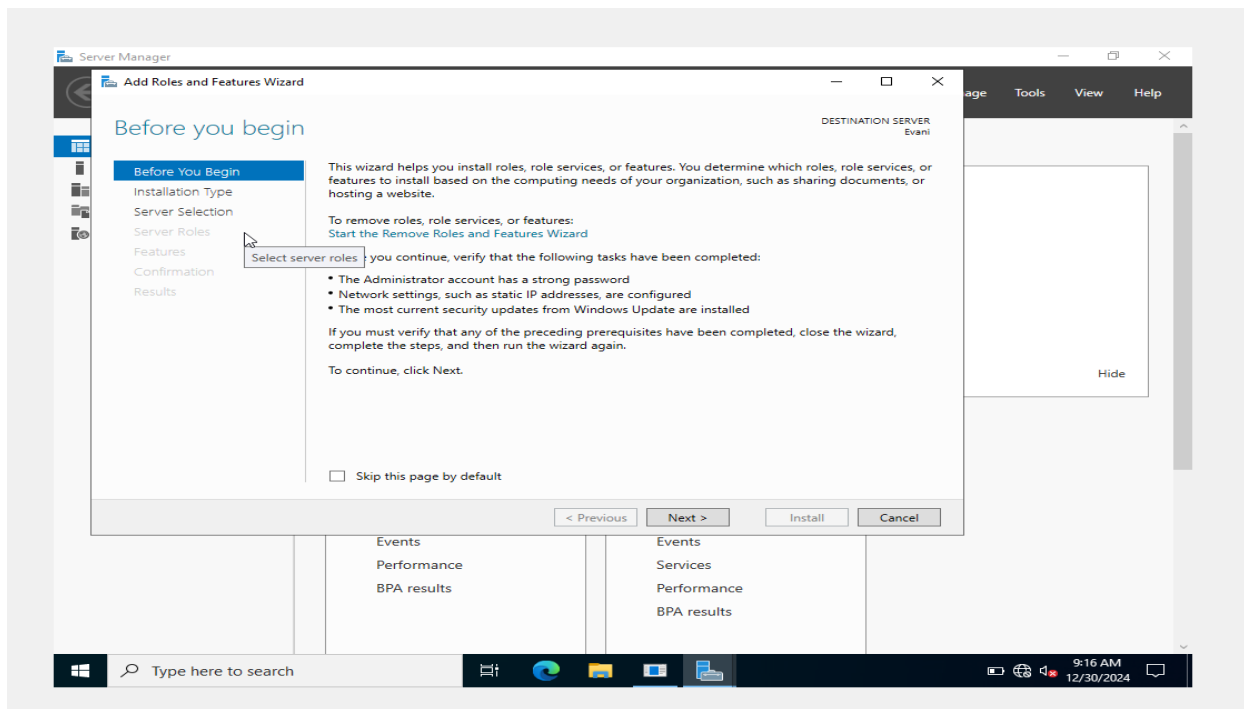 Server Manager
Add Roles and Features Wizard
Tools View Help
Before you begin
DESTINATION SERVER
Evani
Before You Begin
Installation Type
Server Selection
Server Roles
Features
Confirmation
Results
Select server roles
This wizard helps you install roles, role services, or features. You determine which roles, role services, or
features to install based on the computing needs of your organization, such as sharing documents, or
hosting a website.
To remove roles, role services, or features:
Start the Remove Roles and Features Wizard
you continue, verify that the following tasks have been completed:
• The Administrator account has a strong password
• Network settings, such as static IP addresses, are configured
• The most current security updates from Windows Update are installed
If you must verify that any of the preceding prerequisites have been completed, close the wizard,
complete the steps, and then run the wizard again.
To continue, click Next.
Skip this page by default
< Previous Next > Install Cancel
Hide
Events
Performance
BPA results
Events
Services
Performance
BPA results
Type here to search
9:16 AM
12/30/2024